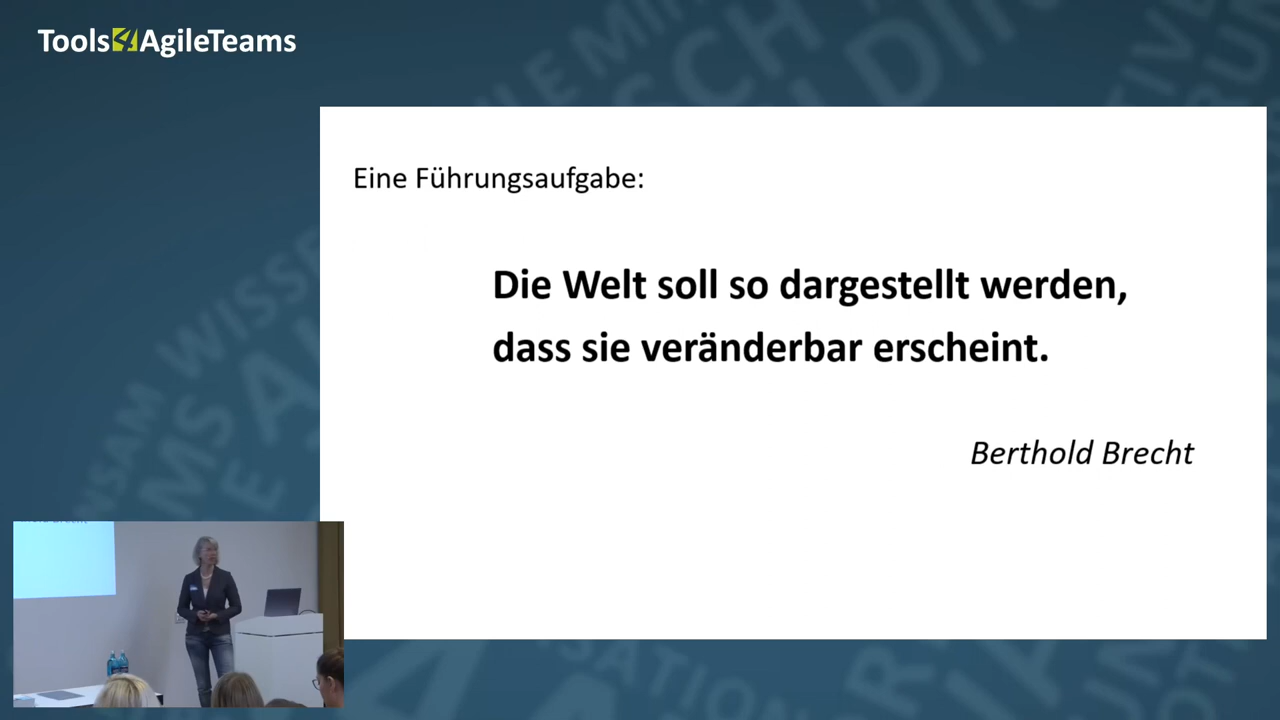 Tools4AgileTeams
Eine Führungsaufgabe:
Die Welt soll so dargestellt werden,
dass sie veränderbar erscheint.
Berthold Brecht